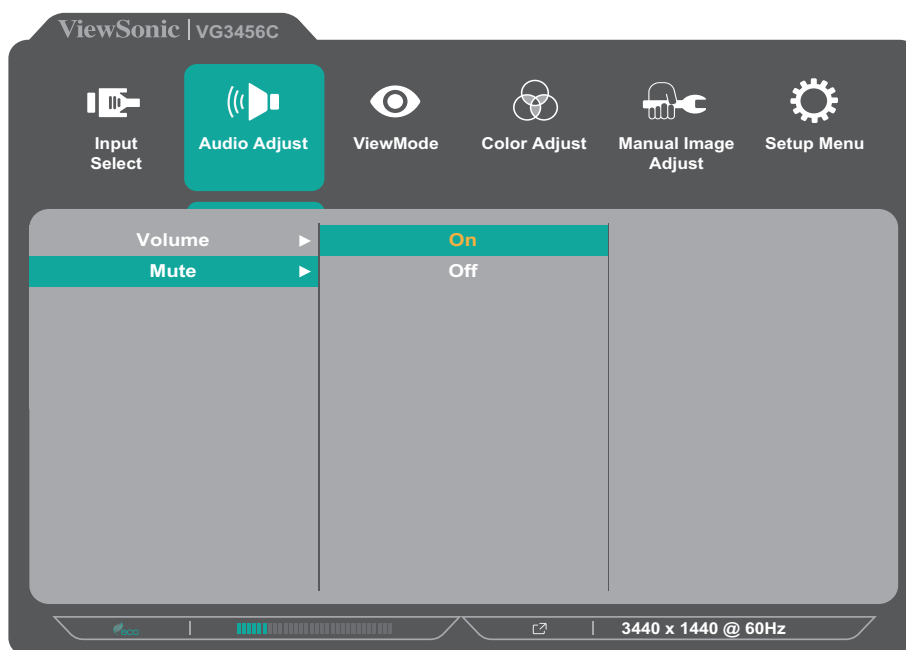 ViewSonic | VG3456C
Input Select
Audio Adjust
ViewMode
Color Adjust
Manual Image Adjust
Setup Menu
Volume ▶
On
Mute ▶
Off
eco
3440 x 1440 @ 60Hz